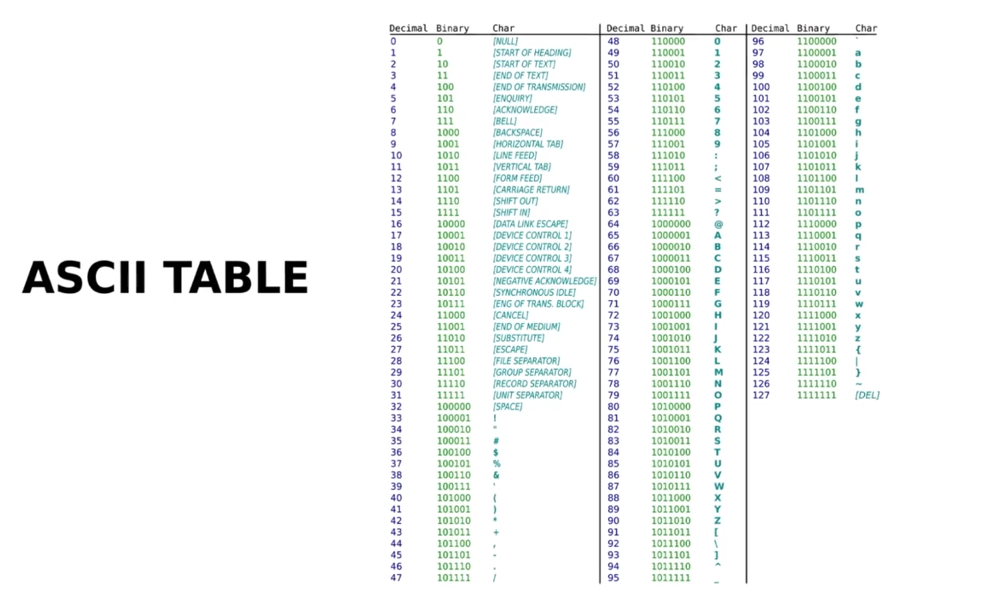 ASCII TABLE
Decimal Binary Char
0 0 [NULL]
1 1 [START OF HEADING]
2 10 [START OF TEXT]
3 11 [END OF TEXT]
4 100 [END OF TRANSMISSION]
5 101 [ENQUIRY]
6 110 [ACKNOWLEDGE]
7 111 [BELL]
8 1000 [BACKSPACE]
9 1001 [HORIZONTAL TAB]
10 1010 [LINE FEED]
11 1011 [VERTICAL TAB]
12 1100 [FORM FEED]
13 1101 [CARRIAGE RETURN]
14 1110 [SHIFT OUT]
15 1111 [SHIFT IN]
16 10000 [DATA LINK ESCAPE]
17 10001 [DEVICE CONTROL 1]
18 10010 [DEVICE CONTROL 2]
19 10011 [DEVICE CONTROL 3]
20 10100 [DEVICE CONTROL 4]
21 10101 [NEGATIVE ACKNOWLEDGE]
22 10110 [SYNCHRONOUS IDLE]
23 10111 [ENG OF TRANS. BLOCK]
24 11000 [CANCEL]
25 11001 [END OF MEDIUM]
26 11010 [SUBSTITUTE]
27 11011 [ESCAPE]
28 11100 [FILE SEPARATOR]
29 11101 [GROUP SEPARATOR]
30 11110 [RECORD SEPARATOR]
31 11111 [UNIT SEPARATOR]
32 100000 [SPACE]
33 100001 !
34 100010 "
35 100011 #
36 100100 $
37 100101 %
38 100110 &
39 100111 '
40 101000 (
41 101001 )
42 101010 *
43 101011 +
44 101100 ,
45 101101 -
46 101110 .
47 101111 /
Decimal Binary Char
48 110000 0
49 110001 1
50 110010 2
51 110011 3
52 110100 4
53 110101 5
54 110110 6
55 110111 7
56 111000 8
57 111001 9
58 111010 :
59 111011 ;
60 111100 <
61 111101 =
62 111110 >
63 111111 ?
64 1000000 @
65 1000001 A
66 1000010 B
67 1000011 C
68 1000100 D
69 1000101 E
70 1000110 F
71 1000111 G
72 1001000 H
73 1001001 I
74 1001010 J
75 1001011 K
76 1001100 L
77 1001101 M
78 1001110 N
79 1001111 O
80 1010000 P
81 1010001 Q
82 1010010 R
83 1010011 S
84 1010100 T
85 1010101 U
86 1010110 V
87 1010111 W
88 1011000 X
89 1011001 Y
90 1011010 Z
91 1011011 [
92 1011100 \
93 1011101 ]
94 1011110 ^
95 1011111 _
Decimal Binary Char
96 1100000 `
97 1100001 a
98 1100010 b
99 1100011 c
100 1100100 d
101 1100101 e
102 1100110 f
103 1100111 g
104 1101000 h
105 1101001 i
106 1101010 j
107 1101011 k
108 1101100 l
109 1101101 m
110 1101110 n
111 1101111 o
112 1110000 p
113 1110001 q
114 1110010 r
115 1110011 s
116 1110100 t
117 1110101 u
118 1110110 v
119 1110111 w
120 1111000 x
121 1111001 y
122 1111010 z
123 1111011 {
124 1111100 |
125 1111101 }
126 1111110 ~
127 1111111 [DEL]